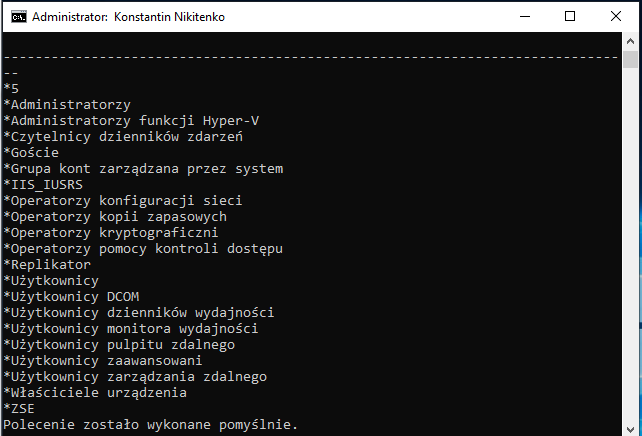 Administrator: Konstantin Nikitenko
-------------------------------------------------------------------------------
--
*5
*Administratorzy
*Administratorzy funkcji Hyper-V
*Czytelnicy dzienników zdarzeń
*Goście
*Grupa kont zarządzana przez system
*IIS_IUSRS
*Operatorzy konfiguracji sieci
*Operatorzy kopii zapasowych
*Operatorzy kryptograficzni
*Operatorzy pomocy kontroli dostępu
*Replikator
*Użytkownicy
*Użytkownicy DCOM
*Użytkownicy dzienników wydajności
*Użytkownicy monitora wydajności
*Użytkownicy pulpitu zdalnego
*Użytkownicy zaawansowani
*Użytkownicy zarządzania zdalnego
*Właściciele urządzenia
*ZSE
Polecenie zostało wykonane pomyślnie.